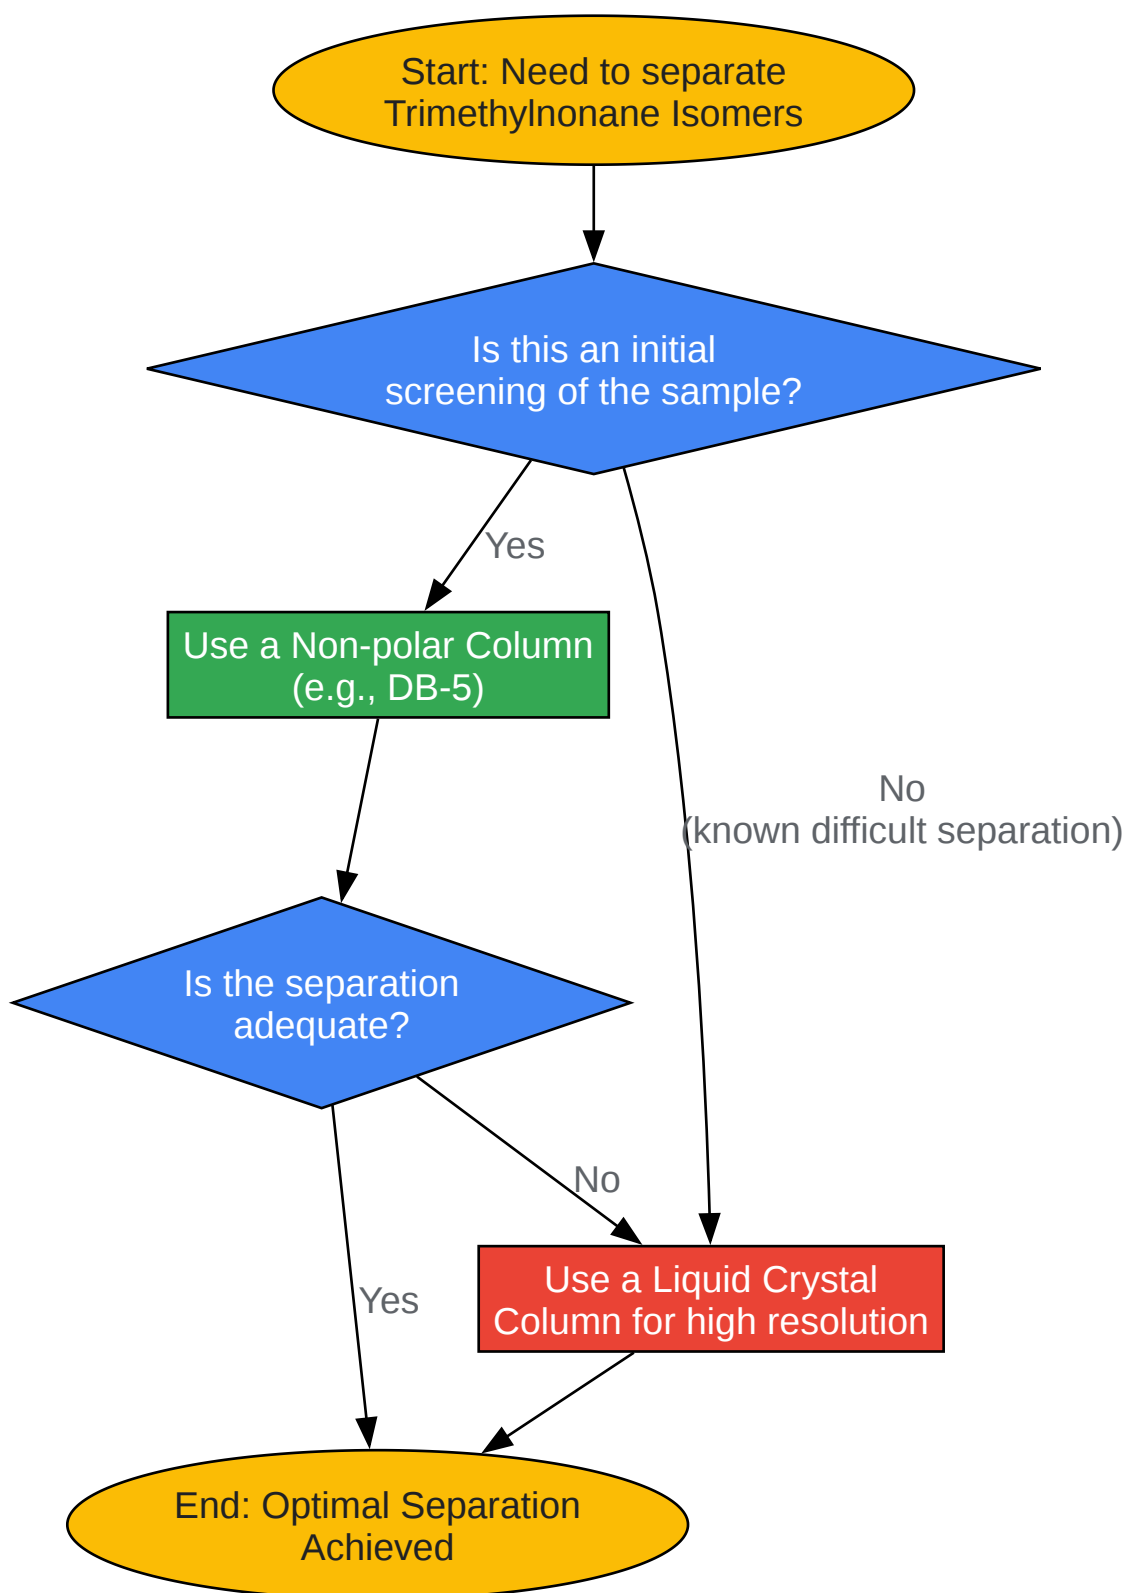 Start: Need to separate
Trimethylnonane Isomers
Is this an initial
screening of the sample?
Yes
Use a Non-polar Column
(e.g., DB-5)
No
(known difficult separation)
Is the separation
adequate?
No
Use a Liquid Crystal
Column for high resolution
Yes
End: Optimal Separation
Achieved